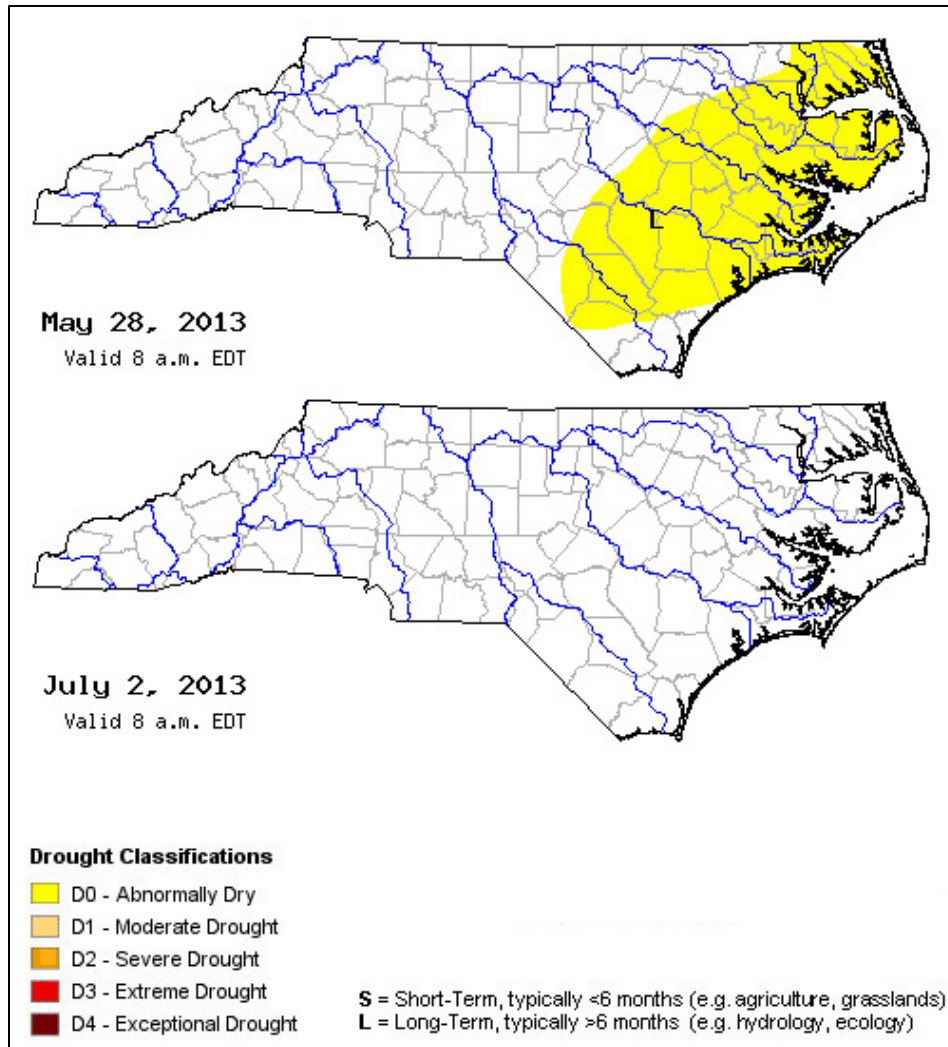 L
May 28, 2013
Valid 8 a.m. EDT
July 2, 2013
Valid 8 a.m. EDT
Drought Classifications
D0 - Abnormally Dry
D1 - Moderate Drought
D2 - Severe Drought
D3 - Extreme Drought
D4 - Exceptional Drought
S = Short-Term, typically <6 months (e.g. agriculture, grasslands)
L = Long-Term, typically >6 months (e.g. hydrology, ecology)